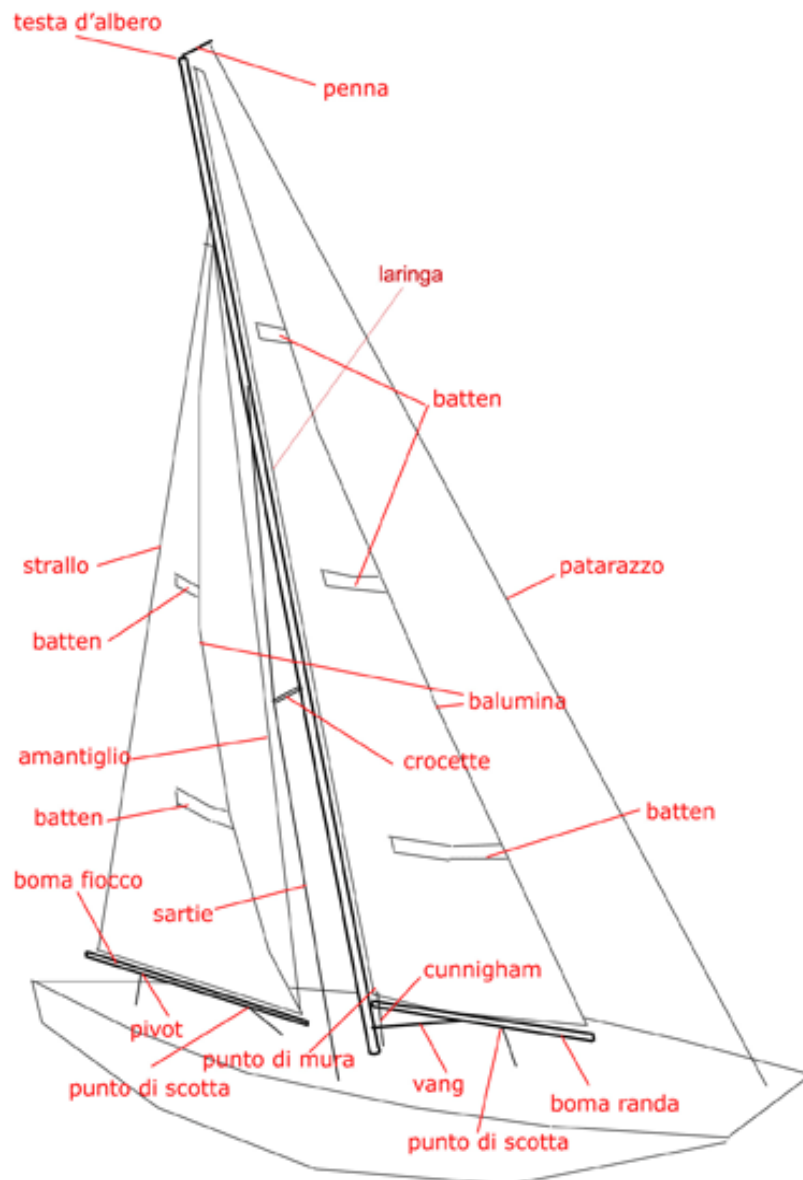 testa d'albero
penna
laringa
batten
strallo
patarazzo
batten
balumina
amantiglio
crocette
batten
batten
boma fiocco
sartie
cunnigham
pivot
punto di mura
punto di scotta
vang
boma randa
punto di scotta